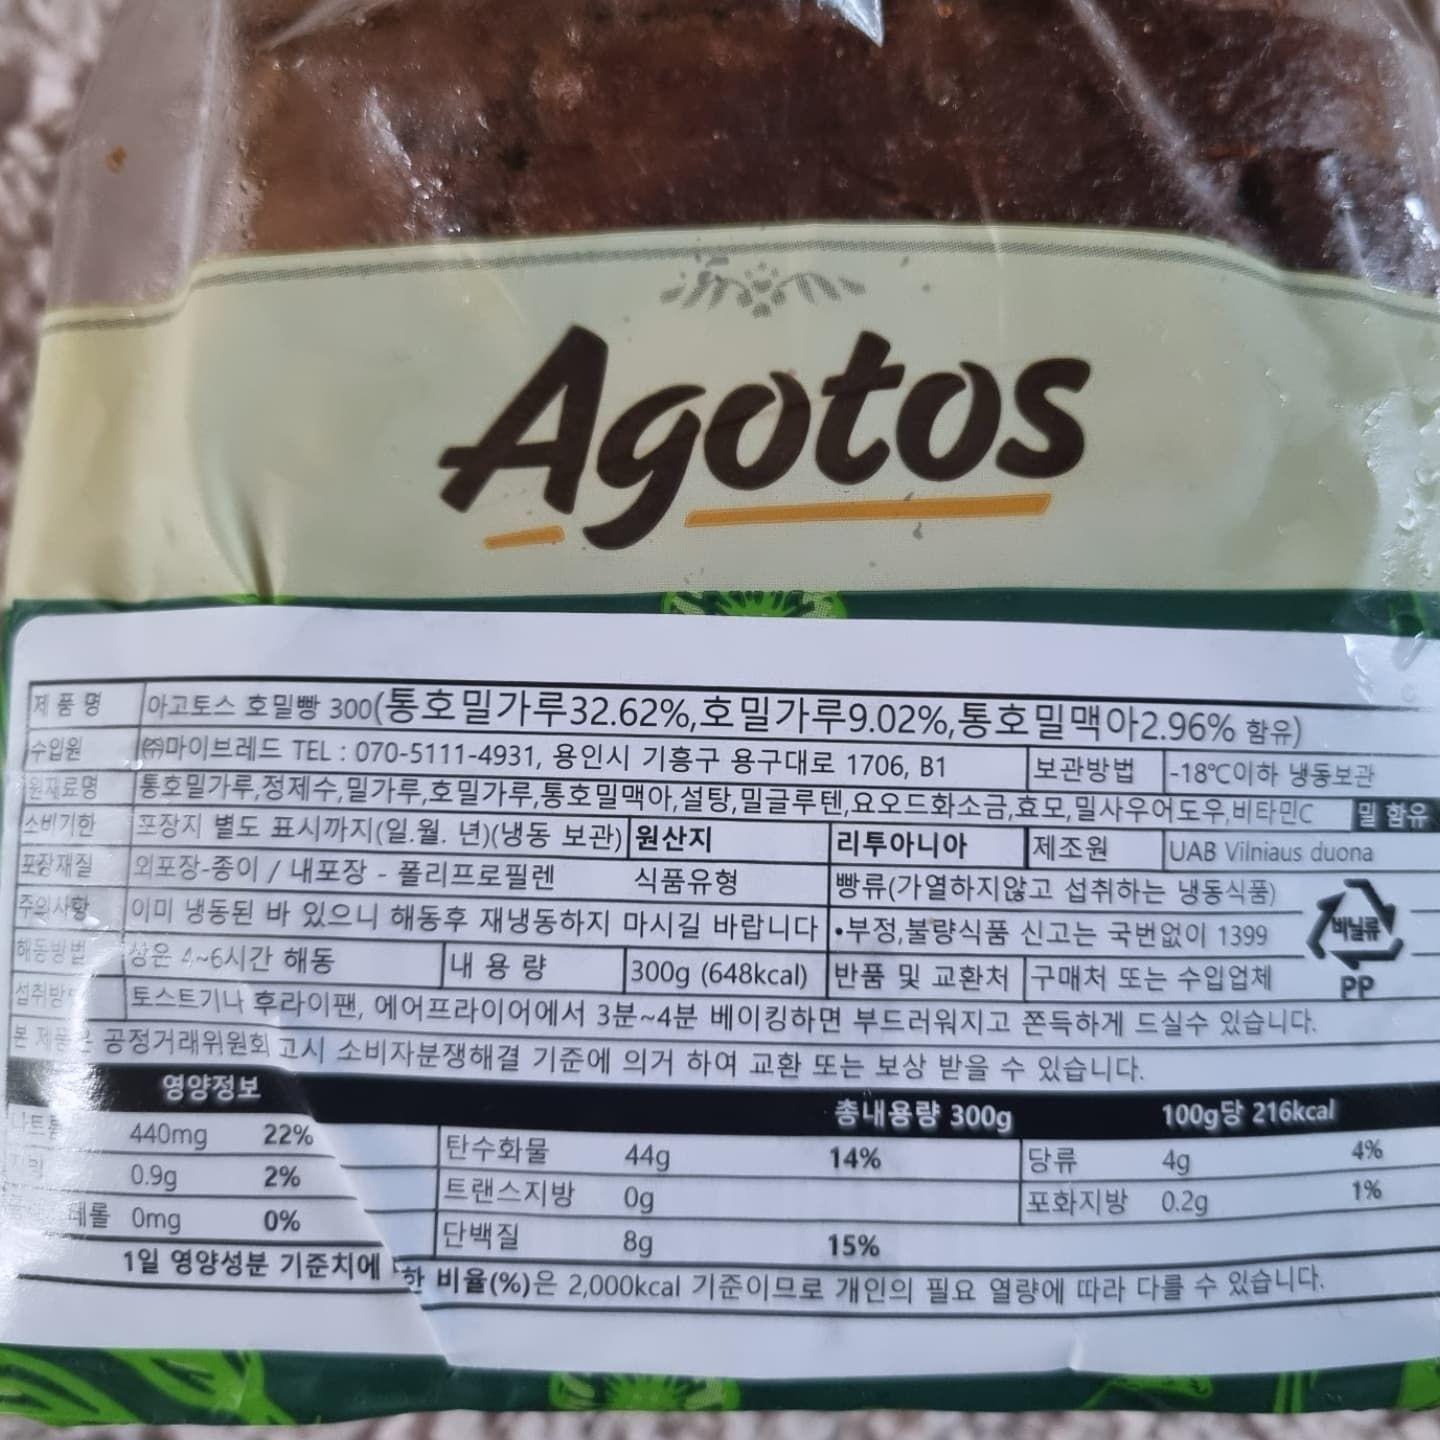 Agotos
제 품 명 아고토스 호밀빵 300(통호밀가루32.62%,호밀가루9.02%,통호밀맥아2.96% 함유)
수입원 ㈜마이브레드 TEL : 070-5111-4931, 용인시 기흥구 용구대로 1706, B1 보관방법 -18℃이하 냉동보관
원재료명 통호밀가루,정제수,밀가루,호밀가루,통호밀맥아,설탕,밀글루텐,요오드화소금,효모,밀사우어도우,비타민C 밀 함유
소비기한 포장지 별도 표시까지(일.월. 년)(냉동 보관) 원산지 리투아니아 제조원 UAB Vilniaus duona
포장재질 외포장-종이 / 내포장 - 폴리프로필렌 식품유형 빵류(가열하지않고 섭취하는 냉동식품)
주의사항 이미 냉동된 바 있으니 해동후 재냉동하지 마시길 바랍니다 •부정,불량식품 신고는 국번없이 1399
비닐류
PP
해동방법 상온 4~6시간 해동 내 용 량 300g (648kcal) 반품 및 교환처 구매처 또는 수입업체
섭취방 토스트기나 후라이팬, 에어프라이어에서 3분~4분 베이킹하면 부드러워지고 쫀득하게 드실수 있습니다.
본 제품은 공정거래위원회 고시 소비자분쟁해결 기준에 의거 하여 교환 또는 보상 받을 수 있습니다.
영양정보 총내용량 300g 100g당 216kcal
나트륨 440mg 22% 탄수화물 44g 14% 당류 4g 4%
0.9g 2% 트랜스지방 0g 포화지방 0.2g 1%
테롤 0mg 0% 단백질 8g 15%
1일 영양성분 기준치에 한 비율(%)은 2,000kcal 기준이므로 개인의 필요 열량에 따라 다를 수 있습니다.